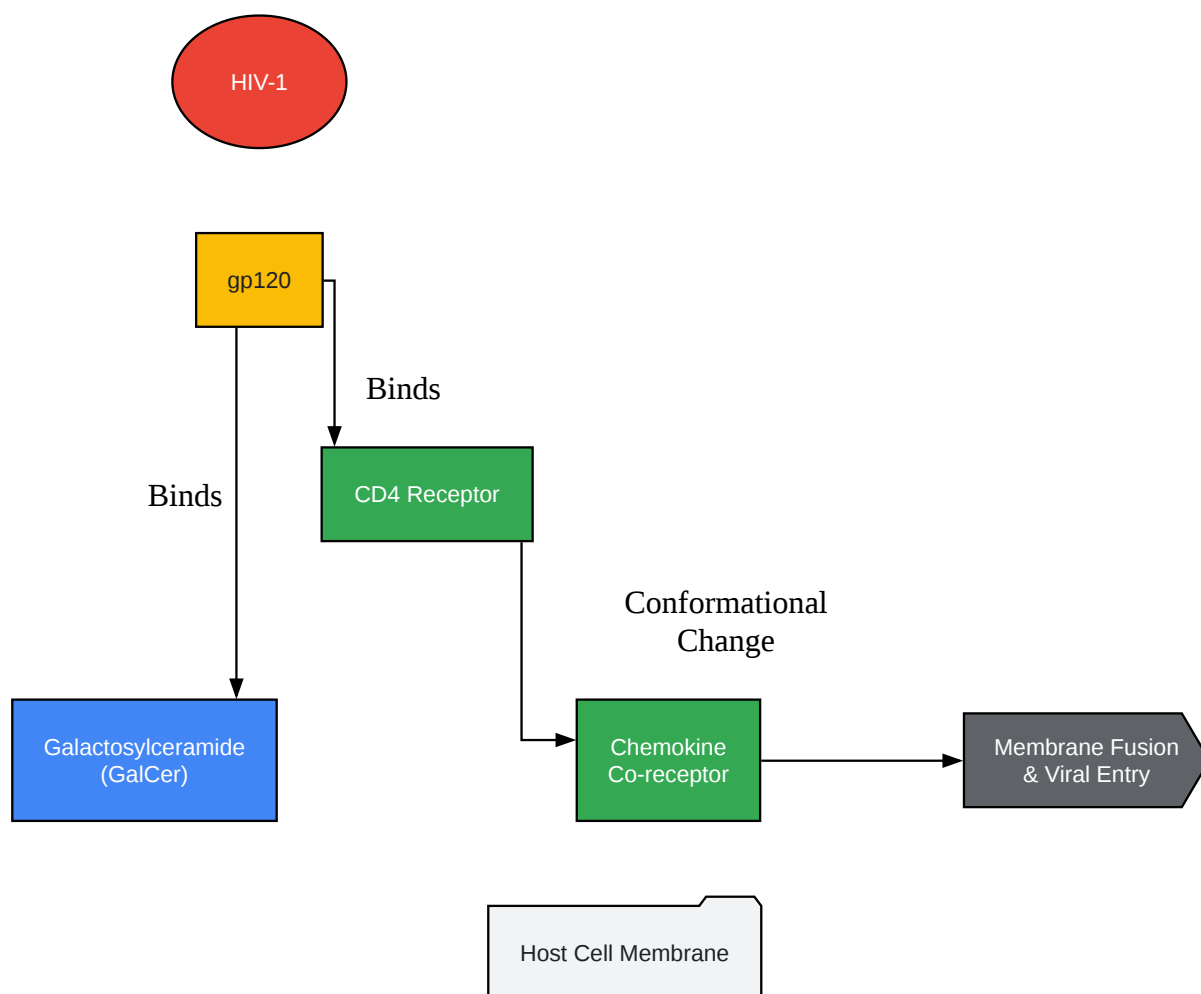 HIV-1
gp120
Binds
CD4 Receptor
Binds
Conformational
Change
Galactosylceramide
(GalCer)
Chemokine
Co-receptor
Membrane Fusion
& Viral Entry
Host Cell Membrane